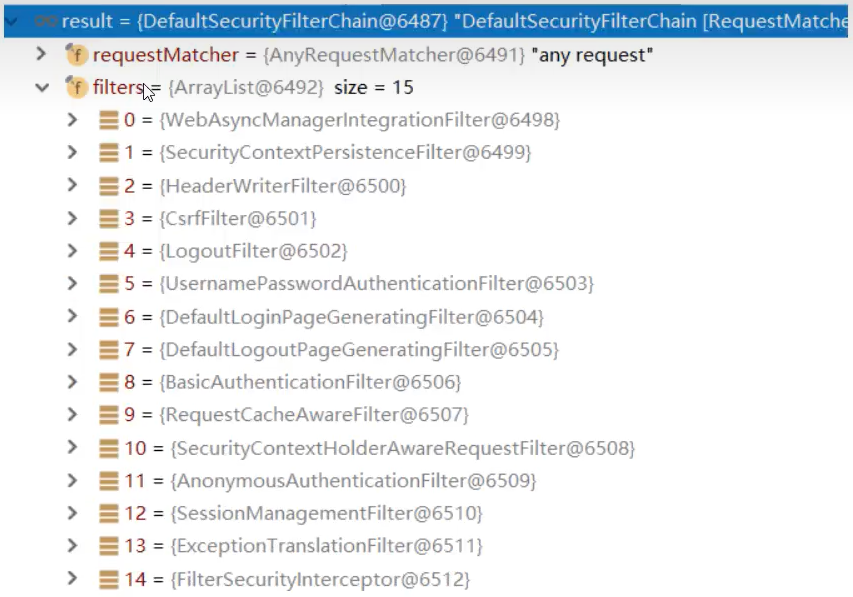 result = {DefaultSecurityFilterChain@6487} "DefaultSecurityFilterChain [RequestMatche
f requestMatcher = {AnyRequestMatcher@6491} "any request"
f filters = {ArrayList@6492} size = 15
0 = {WebAsyncManagerIntegrationFilter@6498}
1 = {SecurityContextPersistenceFilter@6499}
2 = {HeaderWriterFilter@6500}
3 = {CsrfFilter@6501}
4 = {LogoutFilter@6502}
5 = {UsernamePasswordAuthenticationFilter@6503}
6 = {DefaultLoginPageGeneratingFilter@6504}
7 = {DefaultLogoutPageGeneratingFilter@6505}
8 = {BasicAuthenticationFilter@6506}
9 = {RequestCacheAwareFilter@6507}
10 = {SecurityContextHolderAwareRequestFilter@6508}
11 = {AnonymousAuthenticationFilter@6509}
12 = {SessionManagementFilter@6510}
13 = {ExceptionTranslationFilter@6511}
14 = {FilterSecurityInterceptor@6512}